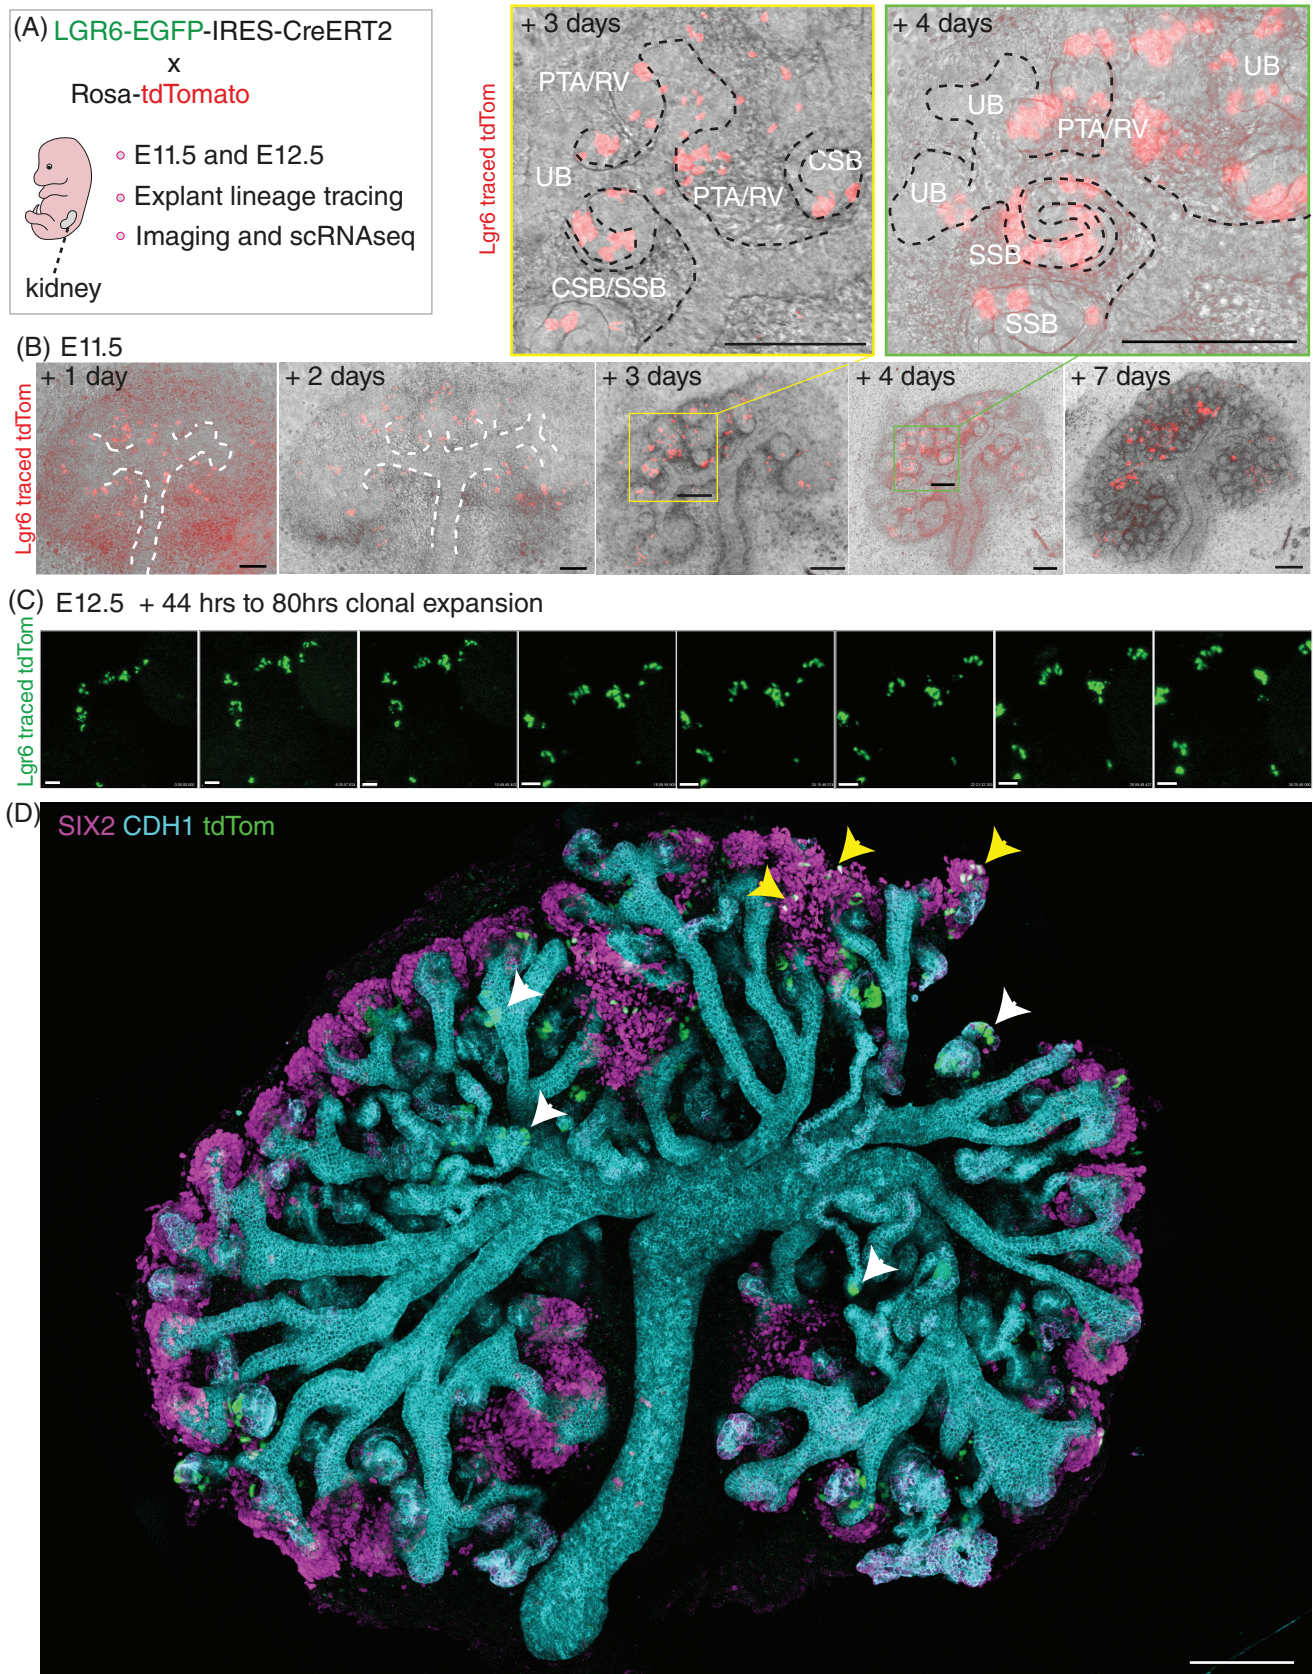 (A) LGR6-EGFP-IRES-CreERT2
x
Rosa-tdTomato
E11.5 and E12.5
Explant lineage tracing
Imaging and scRNAseq
kidney
Lgr6 traced tdTom
+ 3 days
PTA/RV
UB
CSB
PTA/RV
CSB/SSB
+ 4 days
UB
UB
PTA/RV
UB
SSB
SSB
(B) E11.5
Lgr6 traced tdTom
+ 1 day
+ 2 days
+ 3 days
+ 4 days
+ 7 days
(C) E12.5 + 44 hrs to 80hrs clonal expansion
Lgr6 traced tdTom
(D)
SIX2 CDH1 tdTom